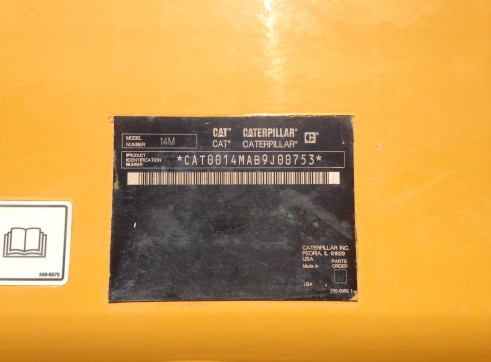 MODEL NUMBER 14M
CAT® CATERPILLAR®
CAT® CATERPILLAR®
PRODUCT IDENTIFICATION NUMBER *CAT0014MAB9J00753*
CATERPILLAR INC.
PEORIA, IL 61629
USA
Made in
PARTS ORDER
USA